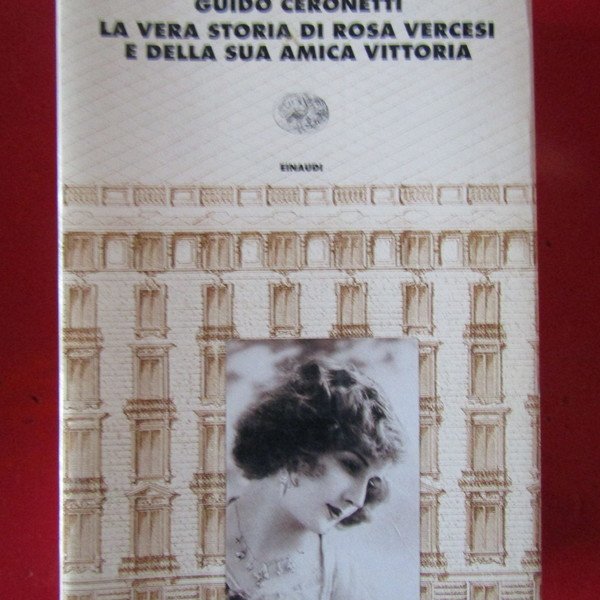 GUIDO CERONETTI
LA VERA STORIA DI ROSA VERCESI
E DELLA SUA AMICA VITTORIA
EINAUDI